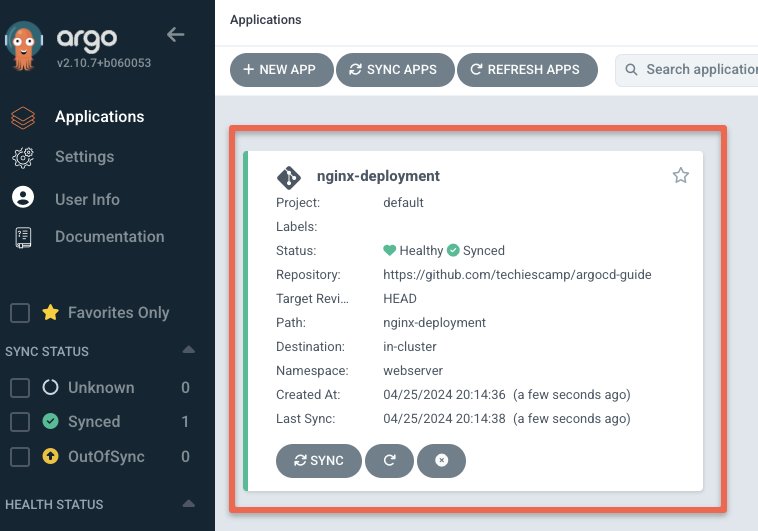 argo
v2.10.7+b060053
Applications
Settings
User Info
Documentation
Favorites Only
SYNC STATUS
Unknown 0
Synced 1
OutOfSync 0
HEALTH STATUS
Applications
+ NEW APP SYNC APPS REFRESH APPS Search application
nginx-deployment
Project: default
Labels:
Status: Healthy Synced
Repository: https://github.com/techiescamp/argocd-guide
Target Revi... HEAD
Path: nginx-deployment
Destination: in-cluster
Namespace: webserver
Created At: 04/25/2024 20:14:36 (a few seconds ago)
Last Sync: 04/25/2024 20:14:38 (a few seconds ago)
SYNC